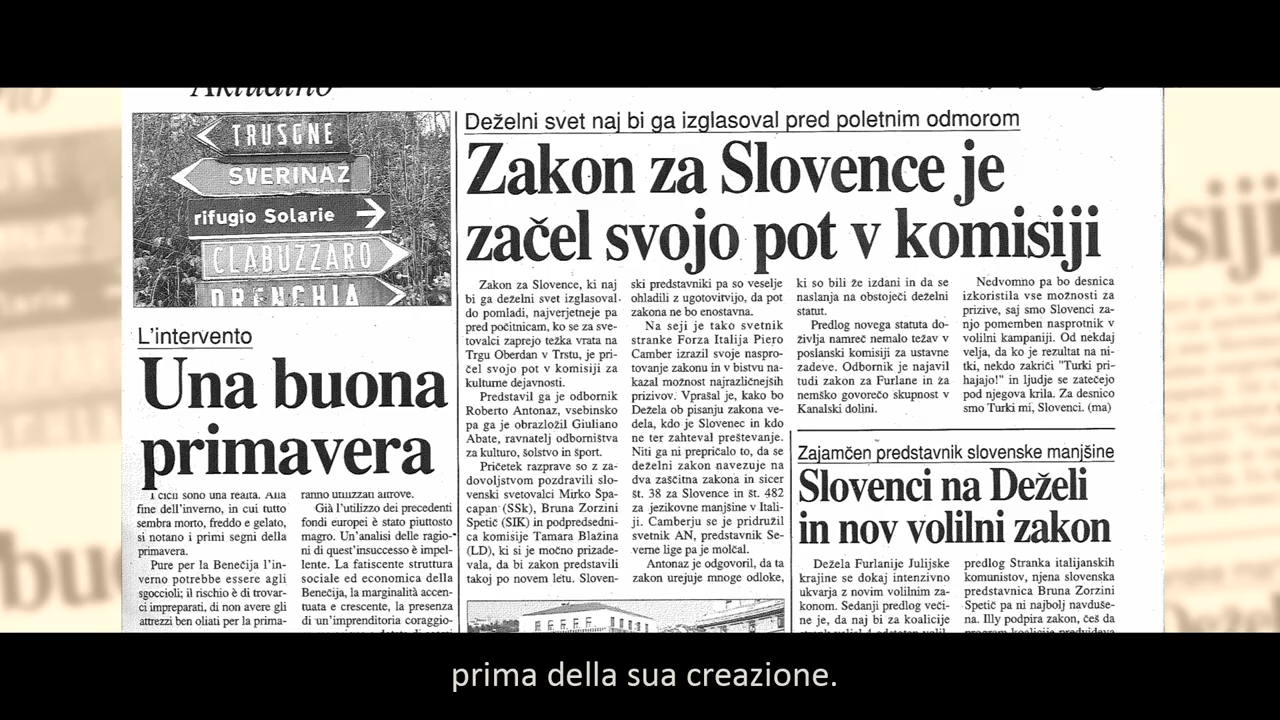 Aktualno
TRUSGNE
SVERINAZ
rifugio Solarie
CLABUZZARO
DRENCHIA
L'intervento
Una buona
primavera
I cicli sono una realtà. Alla
fine dell'inverno, in cui tutto
sembra morto, freddo e gelato,
si notano i primi segni della
primavera.
Pure per la Benečija l'in-
verno potrebbe essere agli
sgoccioli; il rischio è di trovar-
ci impreparati, di non avere gli
attrezzi ben oliati per la prima-
ranno utilizzati altrove.
Già l'utilizzo dei precedenti
fondi europei è stato piuttosto
magro. Un'analisi delle ragio-
ni di quest'insuccesso è impel-
lente. La fatiscente struttura
sociale ed economica della
Benečija, la marginalità accen-
tuata e crescente, la presenza
di un'imprenditoria coraggio-
Deželni svet naj bi ga izglasoval pred poletnim odmorom
Zakon za Slovence je
začel svojo pot v komisiji
Zakon za Slovence, ki naj
bi ga deželni svet izglasoval
do pomladi, najverjetneje pa
pred počitnicam, ko se za sve-
tovalci zaprejo težka vrata na
Trgu Oberdan v Trstu, je pri-
čel svojo pot v komisiji za
kulturne dejavnosti.
Predstavil ga je odbornik
Roberto Antonaz, vsebinsko
pa ga je obrazložil Giuliano
Abate, ravnatelj odborništva
za kulturo, šolstvo in šport.
Pričetek razprave so z za-
dovoljstvom pozdravili slo-
venski svetovalci Mirko Špa-
capan (SSk), Bruna Zorzini
Spetič (SIK) in podpredsedni-
ca komisije Tamara Blažina
(LD), ki si je močno prizade-
vala, da bi zakon predstavili
takoj po novem letu. Sloven-
ski predstavniki pa so veselje
ohladili z ugotovitvijo, da pot
zakona ne bo enostavna.
Na seji je tako svetnik
stranke Forza Italija Piero
Camber izrazil svoje naspro-
tovanje zakonu in v bistvu na-
kazal možnost najrazličnejših
prizivov. Vprašal je, kako bo
Dežela ob pisanju zakona ve-
dela, kdo je Slovenec in kdo
ne ter zahteval preštevanje.
Niti ga ni prepričalo to, da se
deželni zakon navezuje na
dva zaščitna zakona in sicer
št. 38 za Slovence in št. 482
za jezikovne manjšine v Itali-
ji. Camberju se je pridružil
svetnik AN, predstavnik Se-
verne lige pa je molčal.
Antonaz je odgovoril, da ta
zakon urejuje mnoge odloke,
ki so bili že izdani in da se
naslanja na obstoječi deželni
statut.
Predlog novega statuta do-
življa namreč nemalo težav v
poslanski komisiji za ustavne
zadeve. Odbornik je najavil
tudi zakon za Furlane in za
nemško govorečo skupnost v
Kanalski dolini.
Nedvomno pa bo desnica
izkoristila vse možnosti za
prizive, saj smo Slovenci za-
njo pomemben nasprotnik v
volilni kampaniji. Od nekdaj
velja, da ko je rezultat na ni-
tki, nekdo zakriči "Turki pri-
hajajo!" in ljudje se zatečejo
pod njegova krila. Za desnico
smo Turki mi, Slovenci. (ma)
Zajamčen predstavnik slovenske manjšine
Slovenci na Deželi
in nov volilni zakon
Dežela Furlanije Julijske
krajine se dokaj intenzivno
ukvarja z novim volilnim za-
konom. Sedanji predlog veči-
ne je, da naj bi za koalicije
predlog Stranka italijanskih
komunistov, njena slovenska
predstavnica Bruna Zorzini
Spetič pa ni najbolj navduše-
na. Illy podpira zakon, češ da
prima della sua creazione.